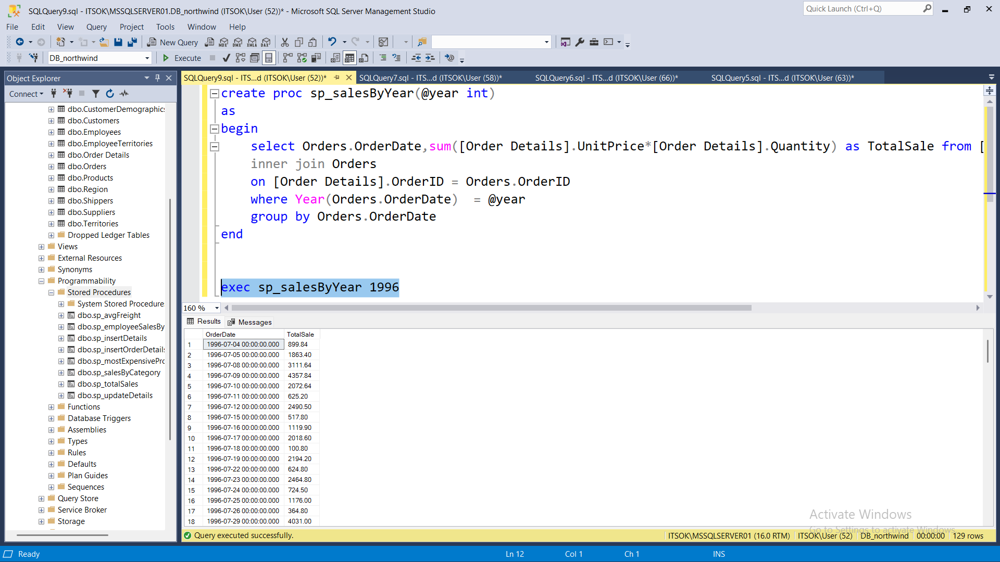 SQLQuery9.sql - ITSOK\MSSQLSERVER01.DB_northwind (ITSOK\User (52))* - Microsoft SQL Server Management Studio
Quick Launch (Ctrl+Q)
File Edit View Query Project Tools Window Help
New Query MDX DMX XMLA DAX
DB_northwind Execute
Object Explorer
Connect
dbo.CustomerDemographics
dbo.Customers
dbo.Employees
dbo.EmployeeTerritories
dbo.Order Details
dbo.Orders
dbo.Products
dbo.Region
dbo.Shippers
dbo.Suppliers
dbo.Territories
Dropped Ledger Tables
Views
External Resources
Synonyms
Programmability
Stored Procedures
System Stored Procedure
dbo.sp_avgFreight
dbo.sp_employeeSalesBy
dbo.sp_insertDetails
dbo.sp_insertOrderDetails
dbo.sp_mostExpensivePro
dbo.sp_salesByCategory
dbo.sp_totalSales
dbo.sp_updateDetails
Functions
Database Triggers
Assemblies
Types
Rules
Defaults
Plan Guides
Sequences
Query Store
Service Broker
Storage
SQLQuery9.sql - ITS...d (ITSOK\User (52))* SQLQuery7.sql - ITS...d (ITSOK\User (58))* SQLQuery6.sql - ITS...d (ITSOK\User (66))* SQLQuery5.sql - ITS...d (ITSOK\User (63))*
create proc sp_salesByYear(@year int)
as
begin
select Orders.OrderDate,sum([Order Details].UnitPrice*[Order Details].Quantity) as TotalSale from [
inner join Orders
on [Order Details].OrderID = Orders.OrderID
where Year(Orders.OrderDate) = @year
group by Orders.OrderDate
end
exec sp_salesByYear 1996
160 %
Results Messages
OrderDate TotalSale
1 1996-07-04 00:00:00.000 899.84
2 1996-07-05 00:00:00.000 1863.40
3 1996-07-08 00:00:00.000 3111.64
4 1996-07-09 00:00:00.000 4357.84
5 1996-07-10 00:00:00.000 2072.64
6 1996-07-11 00:00:00.000 625.20
7 1996-07-12 00:00:00.000 2490.50
8 1996-07-15 00:00:00.000 517.80
9 1996-07-16 00:00:00.000 1119.90
10 1996-07-17 00:00:00.000 2018.60
11 1996-07-18 00:00:00.000 100.80
12 1996-07-19 00:00:00.000 2194.20
13 1996-07-22 00:00:00.000 624.80
14 1996-07-23 00:00:00.000 2464.80
15 1996-07-24 00:00:00.000 724.50
16 1996-07-25 00:00:00.000 1176.00
17 1996-07-26 00:00:00.000 364.80
18 1996-07-29 00:00:00.000 4031.00
Activate Windows
Go to Settings to activate Windows.
Query executed successfully. ITSOK\MSSQLSERVER01 (16.0 RTM) ITSOK\User (52) DB_northwind 00:00:00 129 rows
Ready Ln 12 Col 1 Ch 1 INS